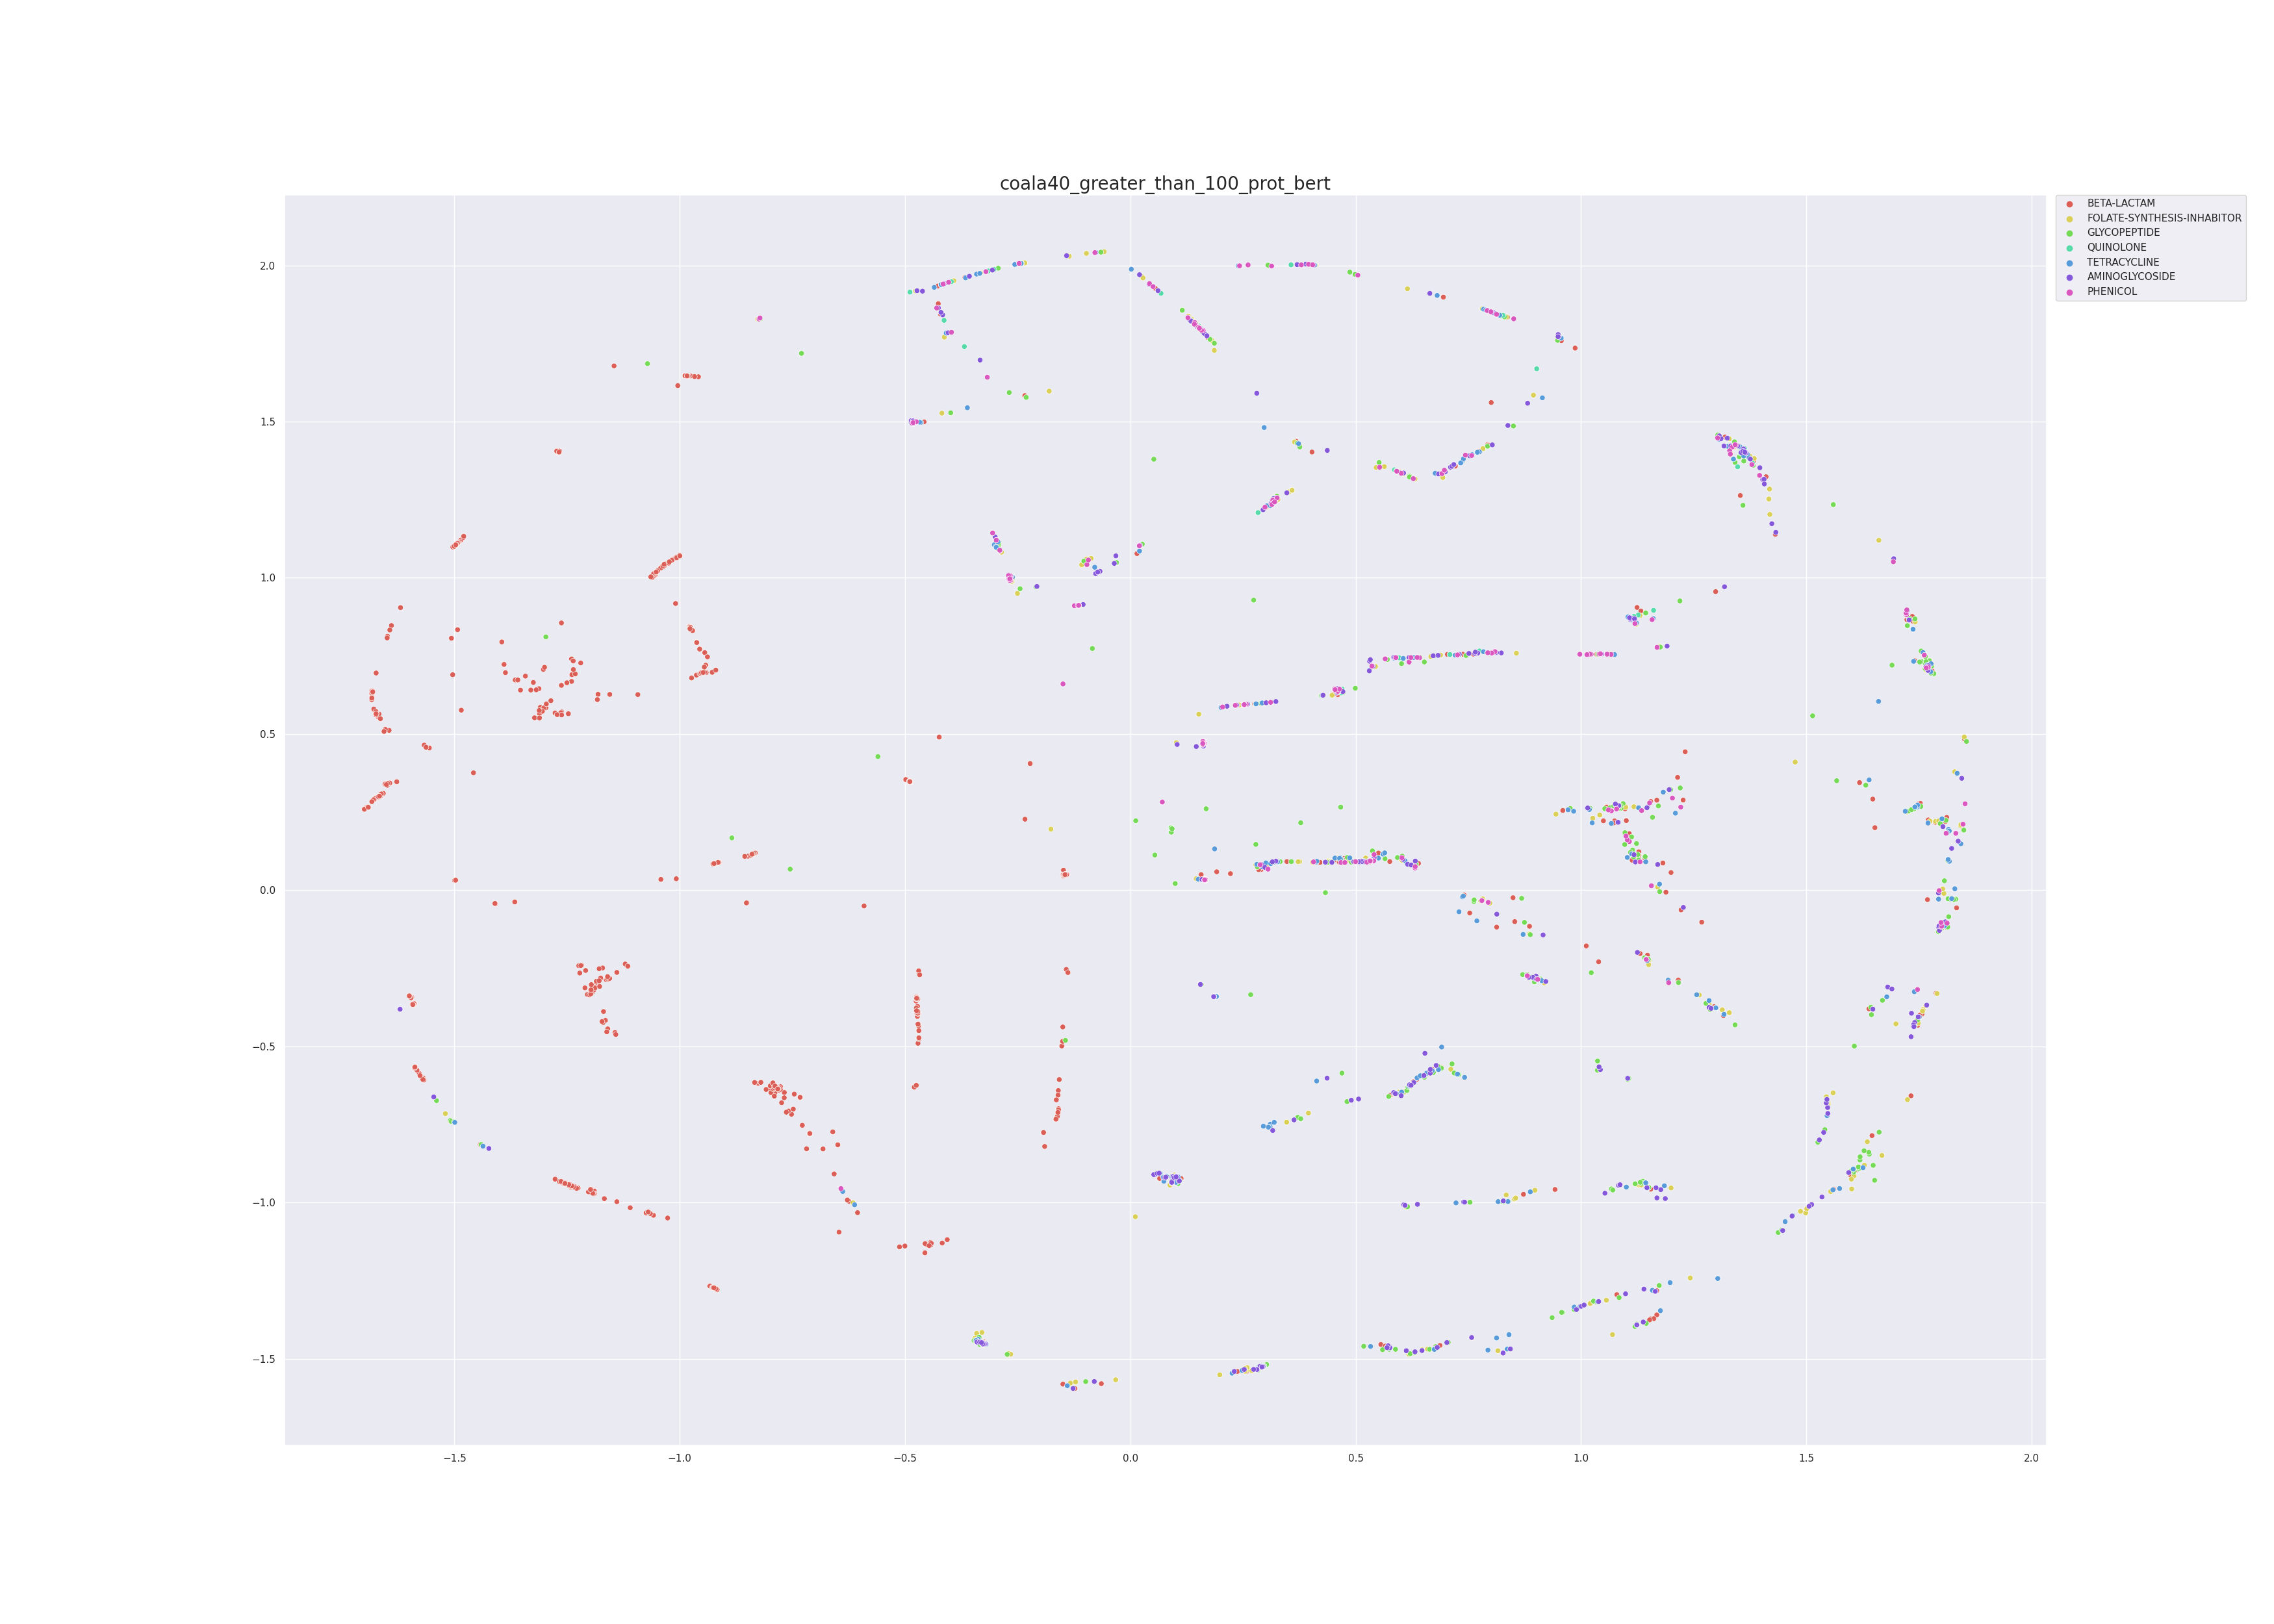 coala40_greater_than_100_prot_bert
BETA-LACTAM
FOLATE-SYNTHESIS-INHABITOR
GLYCOPEPTIDE
QUINOLONE
TETRACYCLINE
AMINOGLYCOSIDE
PHENICOL
2.0
1.5
1.0
0.5
0.0
−0.5
−1.0
−1.5
−1.5 −1.0 −0.5 0.0 0.5 1.0 1.5 2.0